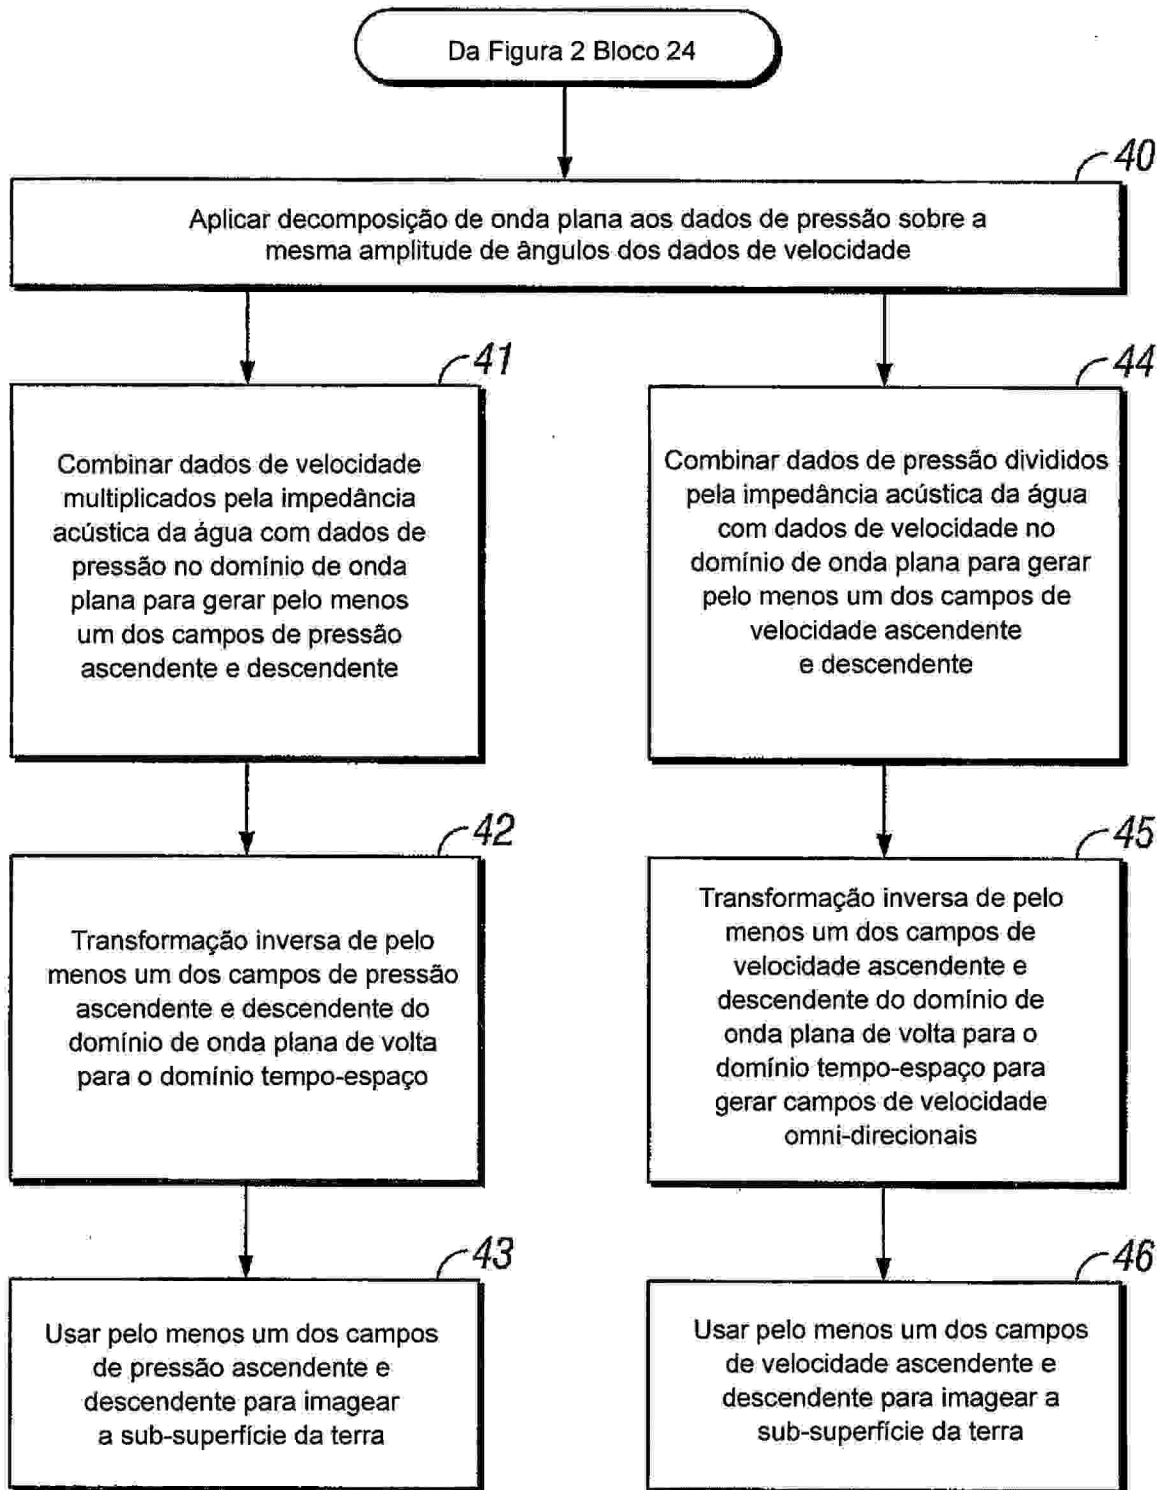 Da Figura 2 Bloco 24
40
Aplicar decomposição de onda plana aos dados de pressão sobre a
mesma amplitude de ângulos dos dados de velocidade
41
Combinar dados de velocidade
multiplicados pela impedância
acústica da água com dados de
pressão no domínio de onda
plana para gerar pelo menos
um dos campos de pressão
ascendente e descendente
44
Combinar dados de pressão divididos
pela impedância acústica da água
com dados de velocidade no
domínio de onda plana para gerar
pelo menos um dos campos de
velocidade ascendente
e descendente
42
Transformação inversa de pelo
menos um dos campos de pressão
ascendente e descendente do
domínio de onda plana de volta
para o domínio tempo-espaço
45
Transformação inversa de pelo
menos um dos campos de
velocidade ascendente e
descendente do domínio de
onda plana de volta para o
domínio tempo-espaço para
gerar campos de velocidade
omni-direcionais
43
Usar pelo menos um dos campos
de pressão ascendente e
descendente para imagear
a sub-superfície da terra
46
Usar pelo menos um dos campos
de velocidade ascendente e
descendente para imagear a
sub-superfície da terra